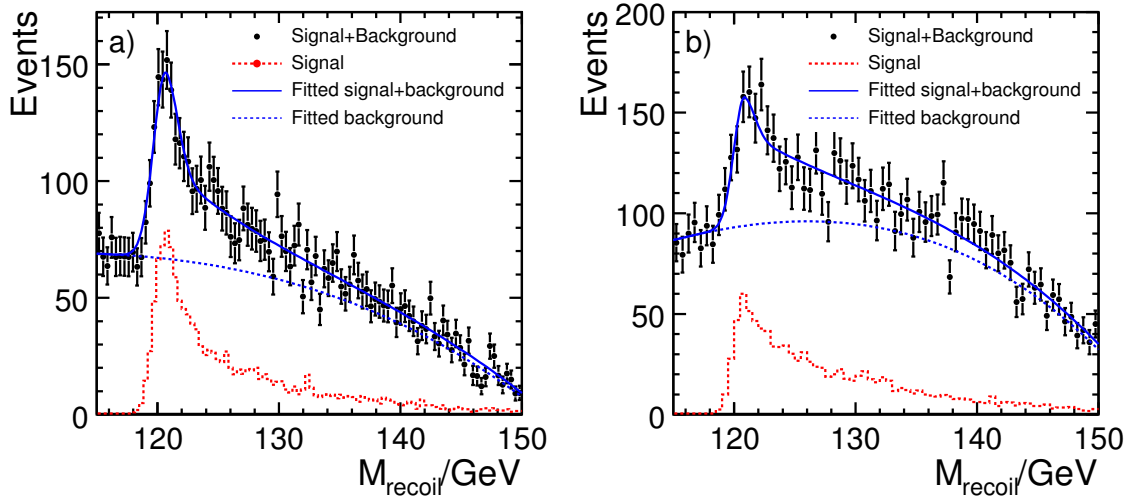 a)
Events
150
100
50
0
120
130
140
150
M_recoil/GeV
Signal+Background
Signal
Fitted signal+background
Fitted background
b)
Events
200
150
100
50
0
120
130
140
150
M_recoil/GeV
Signal+Background
Signal
Fitted signal+background
Fitted background